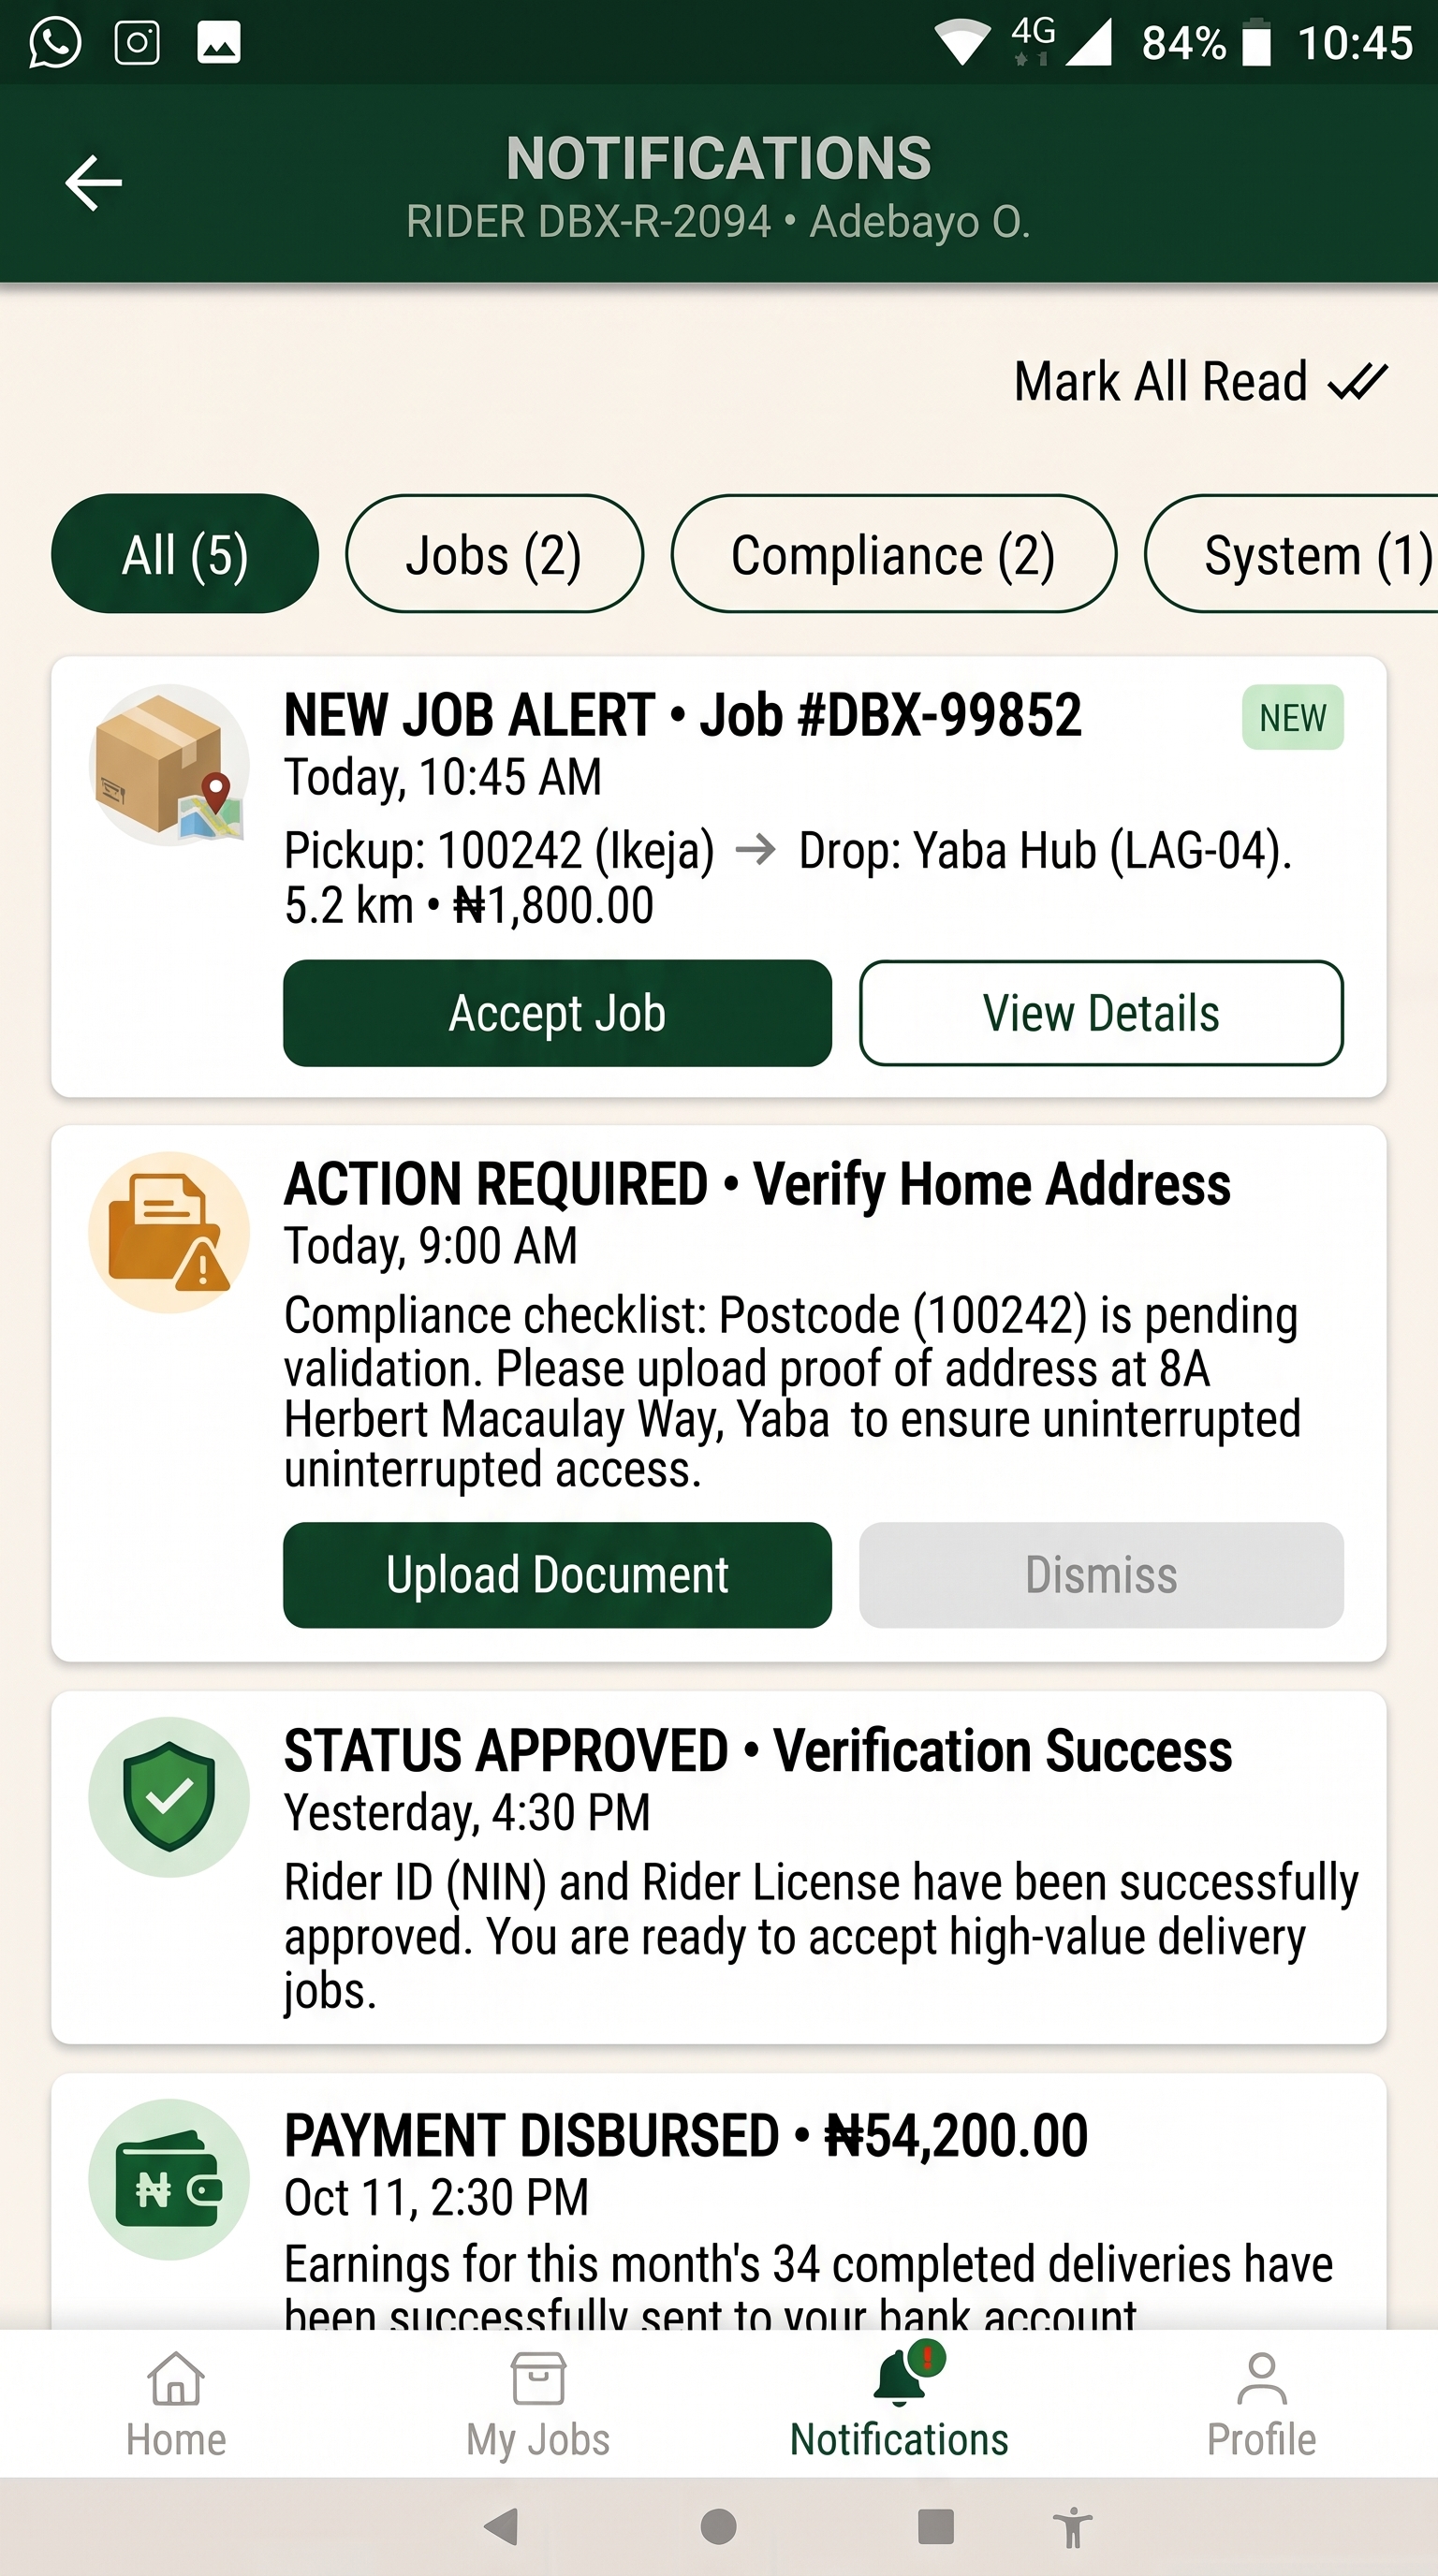 4G
84%
10:45
NOTIFICATIONS
RIDER DBX-R-2094 • Adebayo O.
Mark All Read
All (5)
Jobs (2)
Compliance (2)
System (1)
NEW JOB ALERT • Job #DBX-99852
NEW
Today, 10:45 AM
Pickup: 100242 (Ikeja) → Drop: Yaba Hub (LAG-04).
5.2 km • ₦1,800.00
Accept Job
View Details
ACTION REQUIRED • Verify Home Address
Today, 9:00 AM
Compliance checklist: Postcode (100242) is pending
validation. Please upload proof of address at 8A
Herbert Macaulay Way, Yaba to ensure uninterrupted
uninterrupted access.
Upload Document
Dismiss
STATUS APPROVED • Verification Success
Yesterday, 4:30 PM
Rider ID (NIN) and Rider License have been successfully
approved. You are ready to accept high-value delivery
jobs.
₦
PAYMENT DISBURSED • ₦54,200.00
Oct 11, 2:30 PM
Earnings for this month's 34 completed deliveries have
been successfully sent to your bank account
!
Home
My Jobs
Notifications
Profile